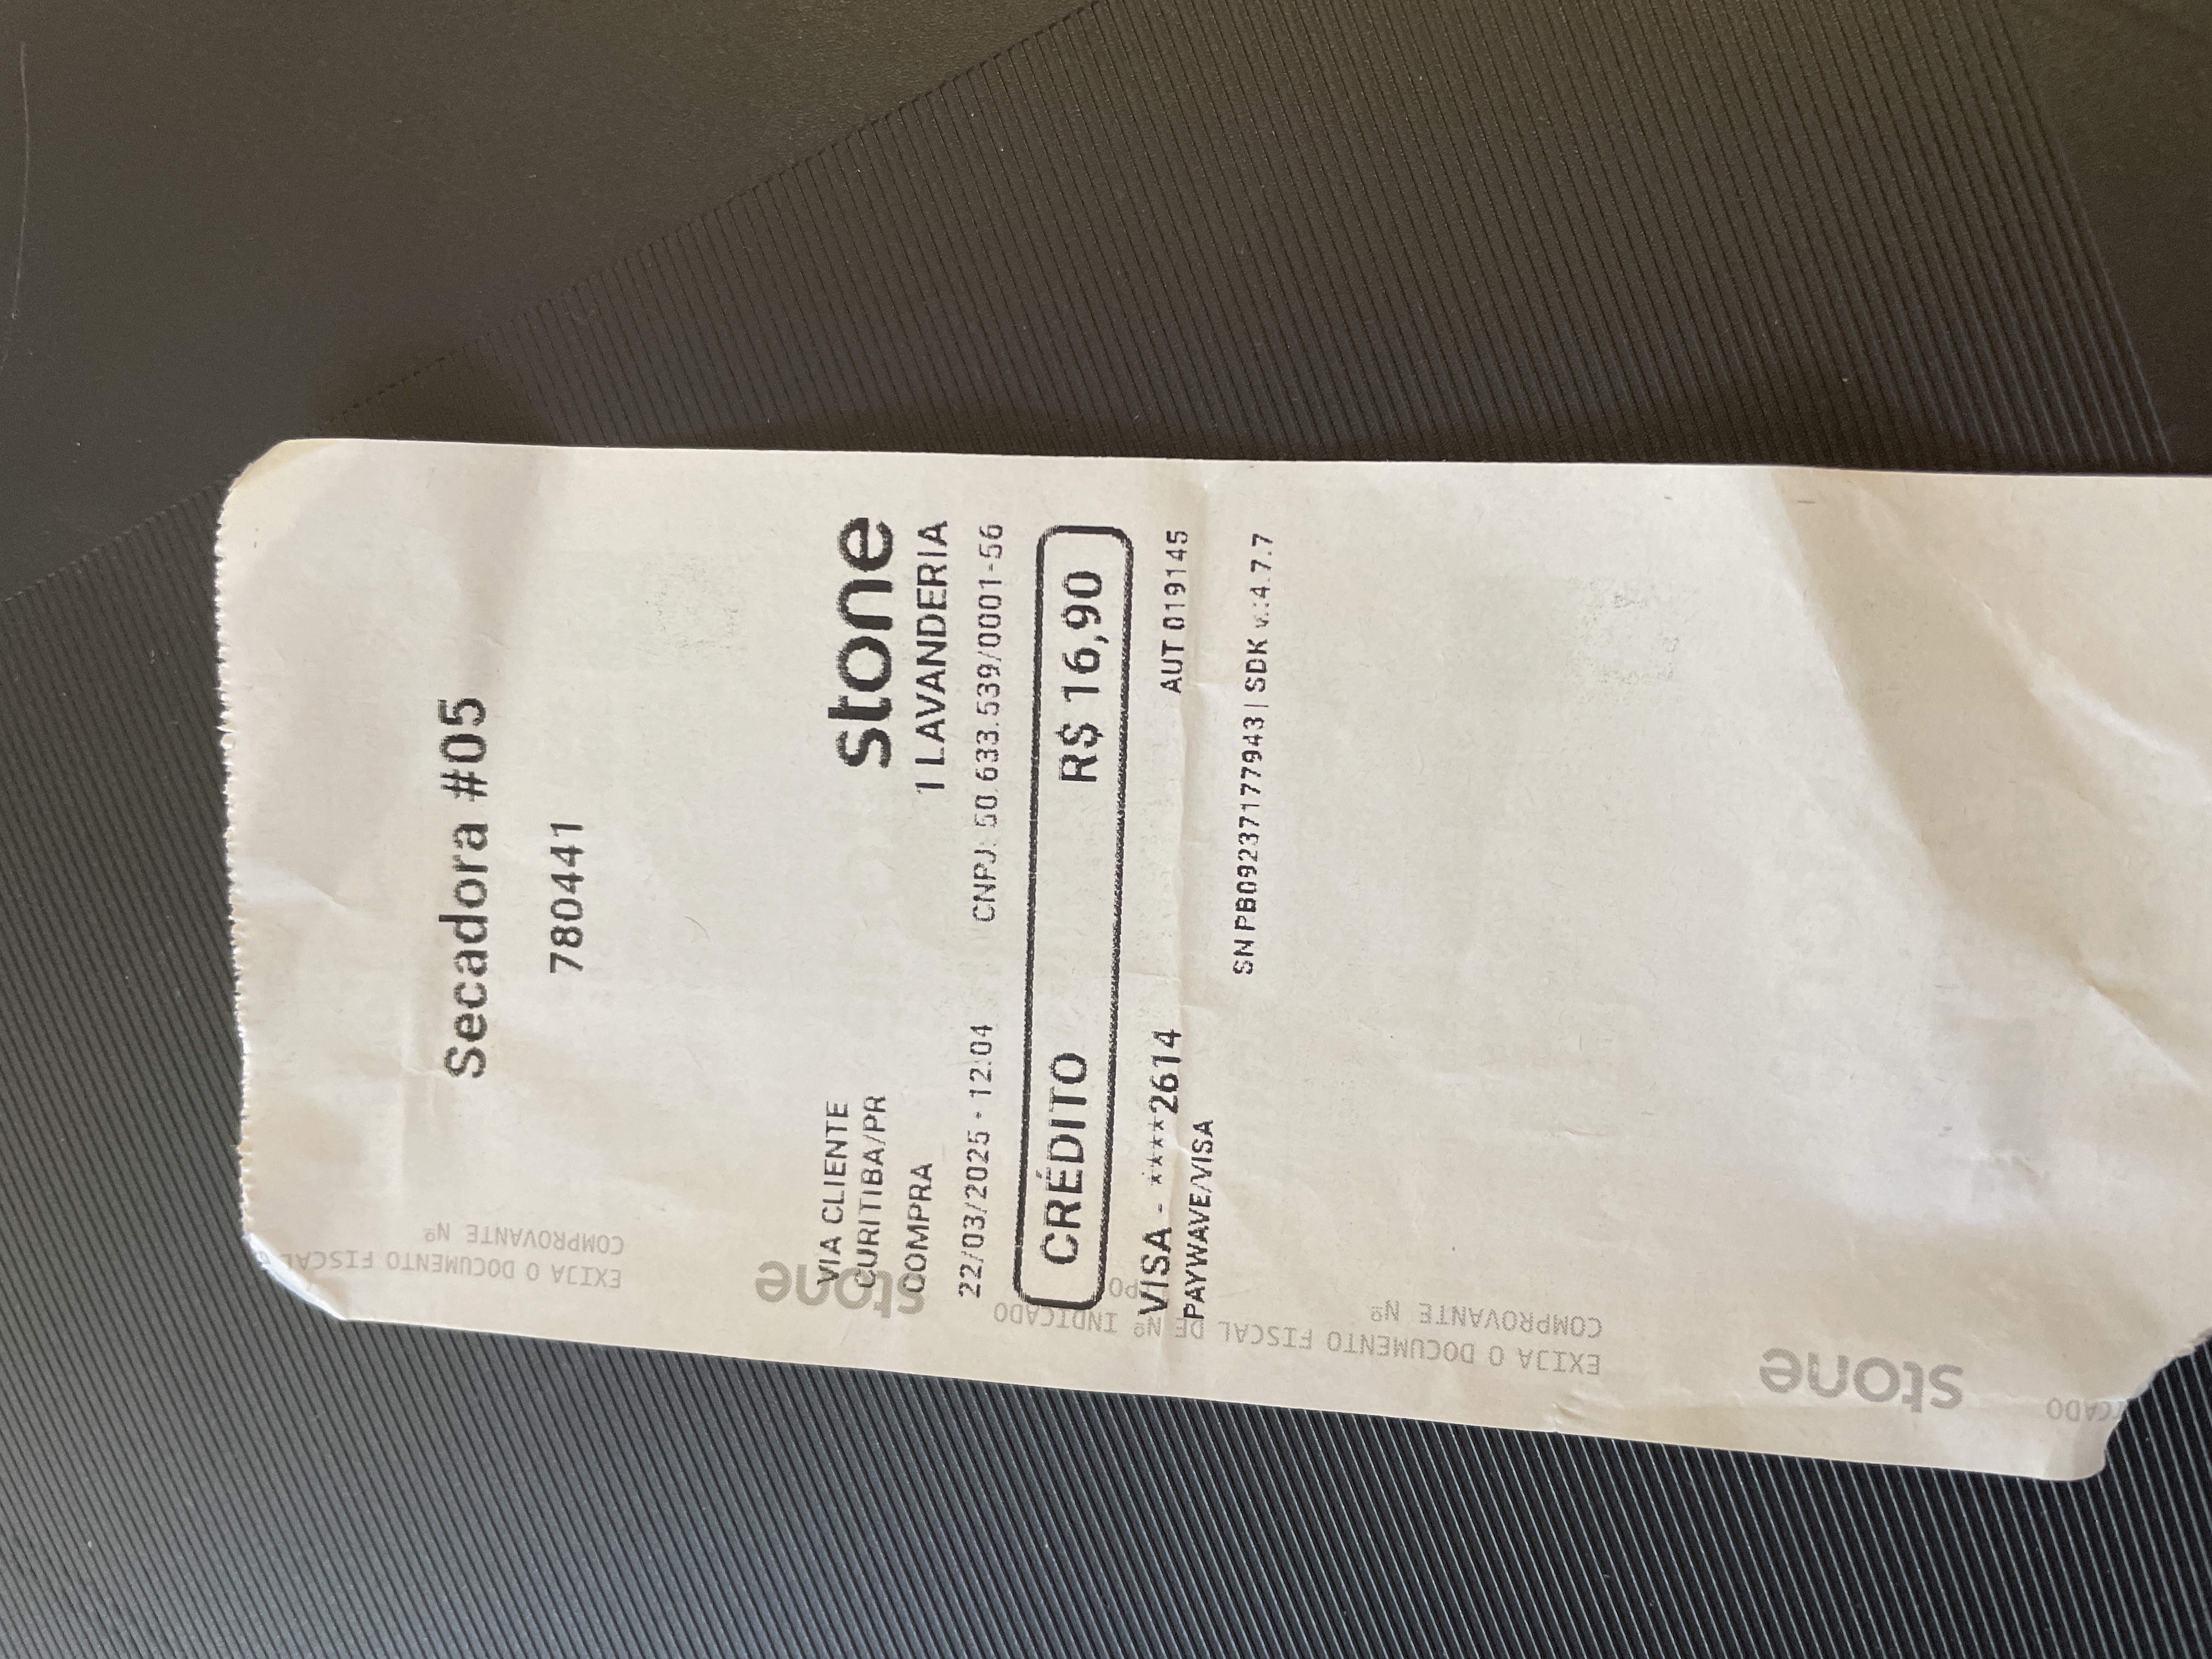 Secadora #05
7804441
VIA CLIENTE
stone
CURITIBA/PR
1 LAVANDERIA
COMPRA
22/03/2025 - 12:04
CNPJ: 50.633.539/0001-56
CRÉDITO
R$ 16,90
VISA - ****2614
AUT 019145
PAYWAVE/VISA
SN PB09237177943 | SDK v.:4.7.7
EXIJA O DOCUMENTO FISCAL
COMPROVANTE Nº
stone
EXIJA O DOCUMENTO FISCAL DE Nº INDICADO
COMPROVANTE Nº
stone